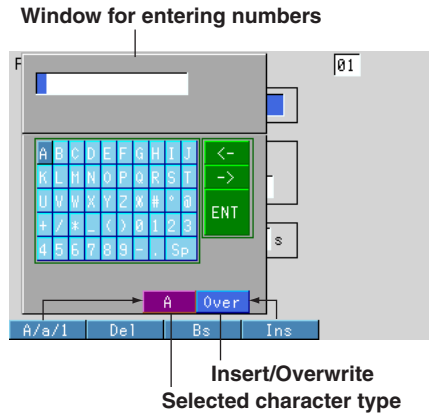 Window for entering numbers
F
01
A B C D E F G H I J
<-
K L M N O P Q R S T
->
U V W X Y Z % # ° @
ENT
+ / * _ ( ) 0 1 2 3
4 5 6 7 8 9 - . Sp
s
A Over
A/a/1 Del Bs Ins
Insert/Overwrite
Selected character type